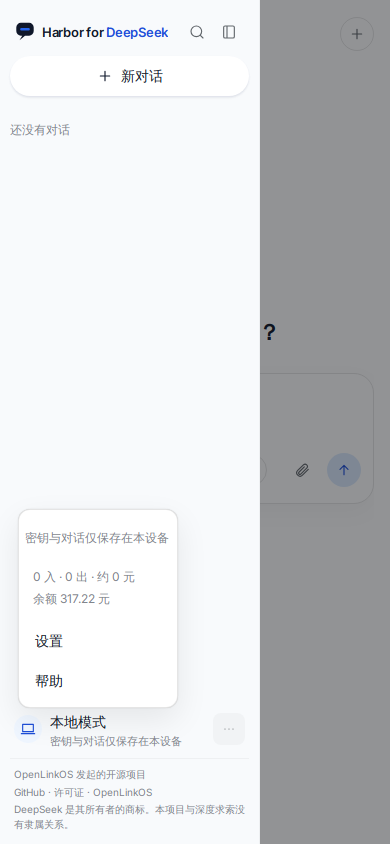 Harbor for DeepSeek
新对话
还没有对话
？
密钥与对话仅保存在本设备
0 入 · 0 出 · 约 0 元
余额 317.22 元
设置
帮助
本地模式
密钥与对话仅保存在本设备
OpenLinkOS 发起的开源项目
GitHub · 许可证 · OpenLinkOS
DeepSeek 是其所有者的商标。本项目与深度求索没
有隶属关系。